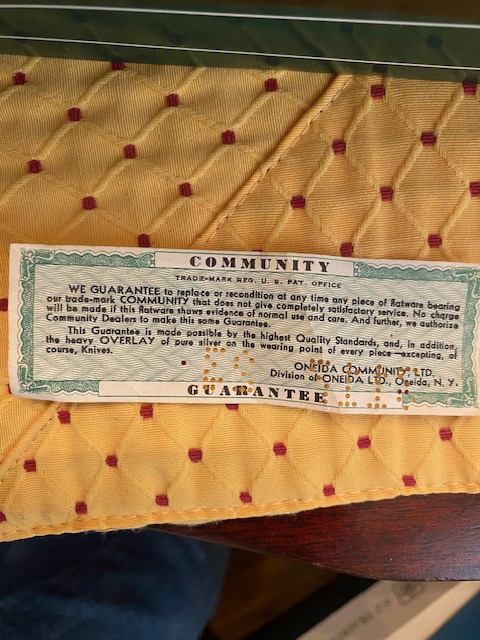 COMMUNITY
TRADE-MARK REG. U. S. PAT. OFFICE
WE GUARANTEE to replace or recondition at any time any piece of flatware bearing
our trade-mark COMMUNITY that does not give completely satisfactory service. No charge
will be made if this flatware shows evidence of normal use and care. And further, we authorize
Community Dealers to make this same Guarantee.
This Guarantee is made possible by the highest Quality Standards, and, in addition,
the heavy OVERLAY of pure silver on the wearing point of every piece—excepting, of
course, Knives.
ONEIDA COMMUNITY, LTD.
Division of ONEIDA LTD., Oneida, N. Y.
GUARANTEE